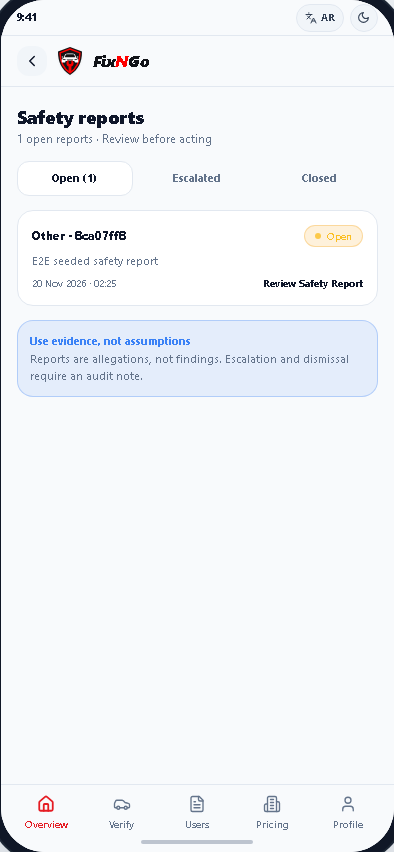 9:41
AR
FixNGo
Safety reports
1 open reports · Review before acting
Open (1)
Escalated
Closed
Other · 8ca07ff8
Open
E2E seeded safety report
20 Nov 2026 · 02:25
Review Safety Report
Use evidence, not assumptions
Reports are allegations, not findings. Escalation and dismissal
require an audit note.
Overview
Verify
Users
Pricing
Profile